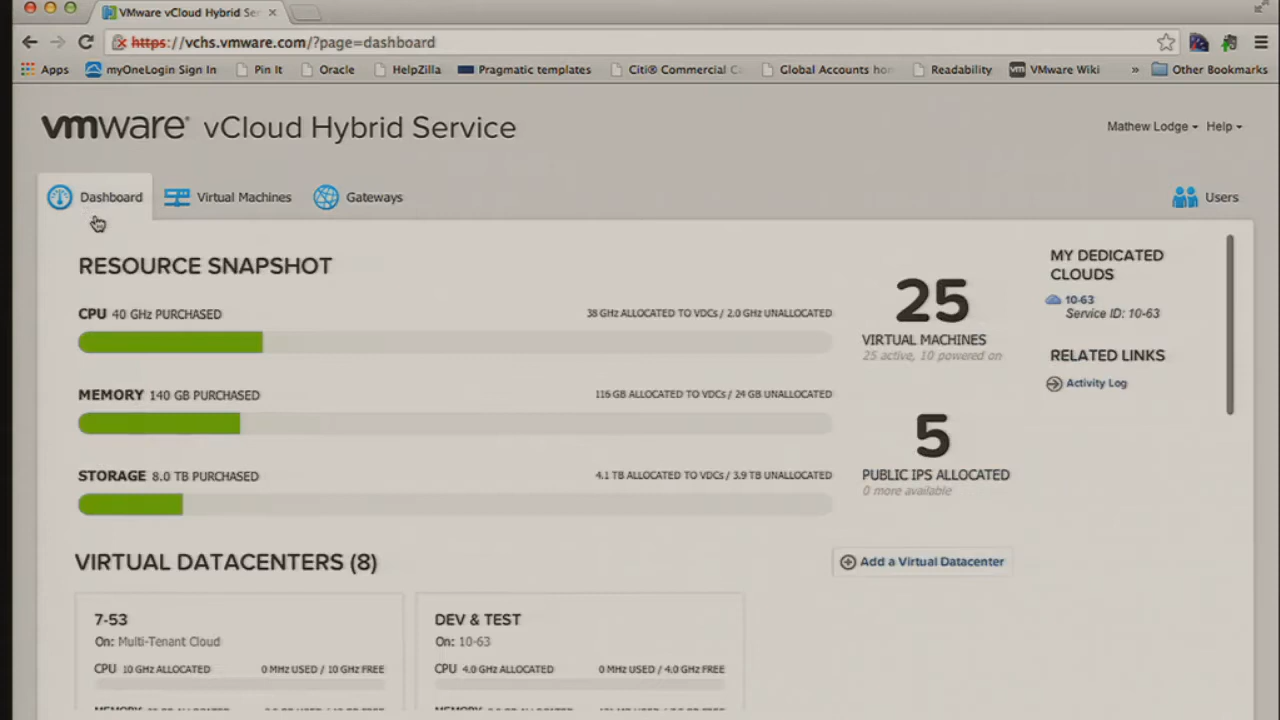 VMware vCloud Hybrid Ser
https://vchs.vmware.com/?page=dashboard
Apps myOneLogin Sign In Pin It Oracle HelpZilla Pragmatic templates Citi® Commercial Global Accounts Readability VMware Wiki » Other Bookmarks
vmware vCloud Hybrid Service
Mathew Lodge Help
Dashboard Virtual Machines Gateways Users
RESOURCE SNAPSHOT
CPU 40 GHz PURCHASED 38 GHz ALLOCATED TO VDCs / 2.0 GHz UNALLOCATED
MEMORY 140 GB PURCHASED 116 GB ALLOCATED TO VDCs / 24 GB UNALLOCATED
STORAGE 8.0 TB PURCHASED 4.1 TB ALLOCATED TO VDCs / 3.9 TB UNALLOCATED
25
VIRTUAL MACHINES
25 active, 10 powered on
5
PUBLIC IPS ALLOCATED
0 more available
MY DEDICATED
CLOUDS
10-63
Service ID: 10-63
RELATED LINKS
Activity Log
VIRTUAL DATACENTERS (8)
Add a Virtual Datacenter
7-53
On: Multi-Tenant Cloud
CPU 10 GHz ALLOCATED 0 MHz USED / 10 GHz FREE
DEV & TEST
On: 10-63
CPU 4.0 GHz ALLOCATED 0 MHz USED / 4.0 GHz FREE